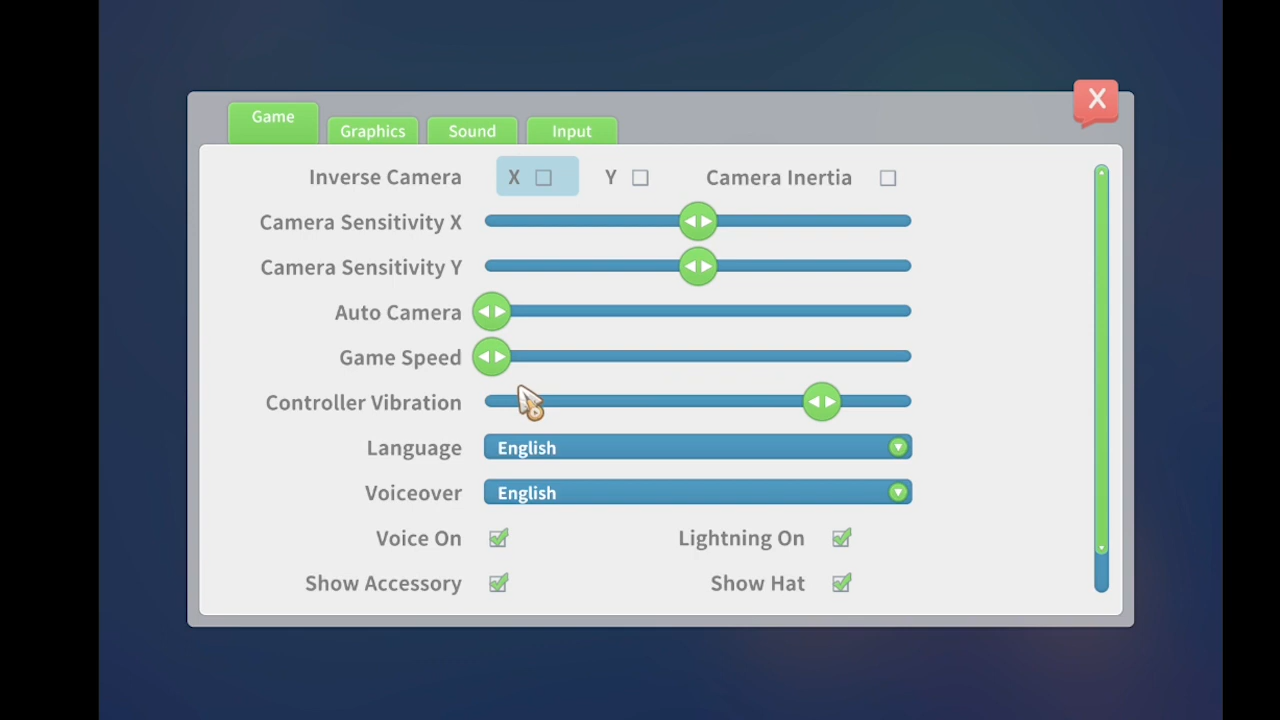 Game
Graphics
Sound
Input
X
Inverse Camera X Y Camera Inertia
Camera Sensitivity X
Camera Sensitivity Y
Auto Camera
Game Speed
Controller Vibration
Language English
Voiceover English
Voice On Lightning On
Show Accessory Show Hat